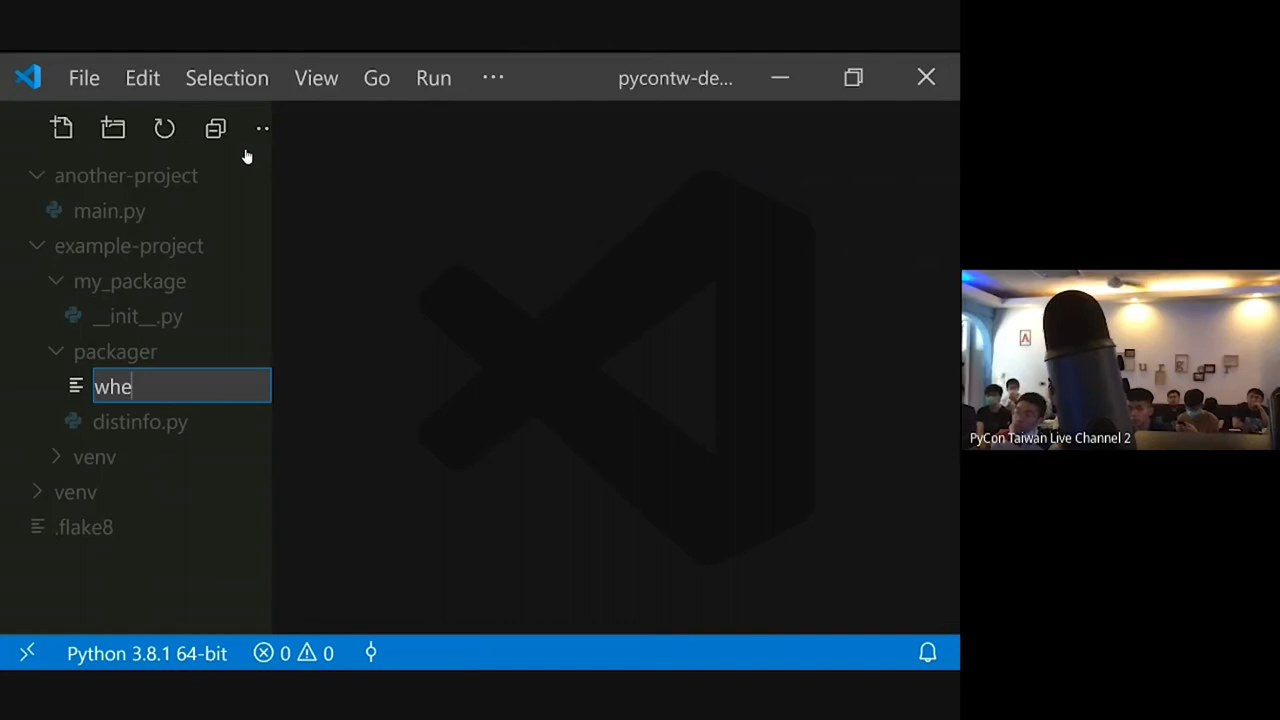 File Edit Selection View Go Run ··· pycontw-de...
another-project
main.py
example-project
my_package
__init__.py
packager
whe
distinfo.py
venv
venv
.flake8
Python 3.8.1 64-bit 0 0
PyCon Taiwan Live Channel 2